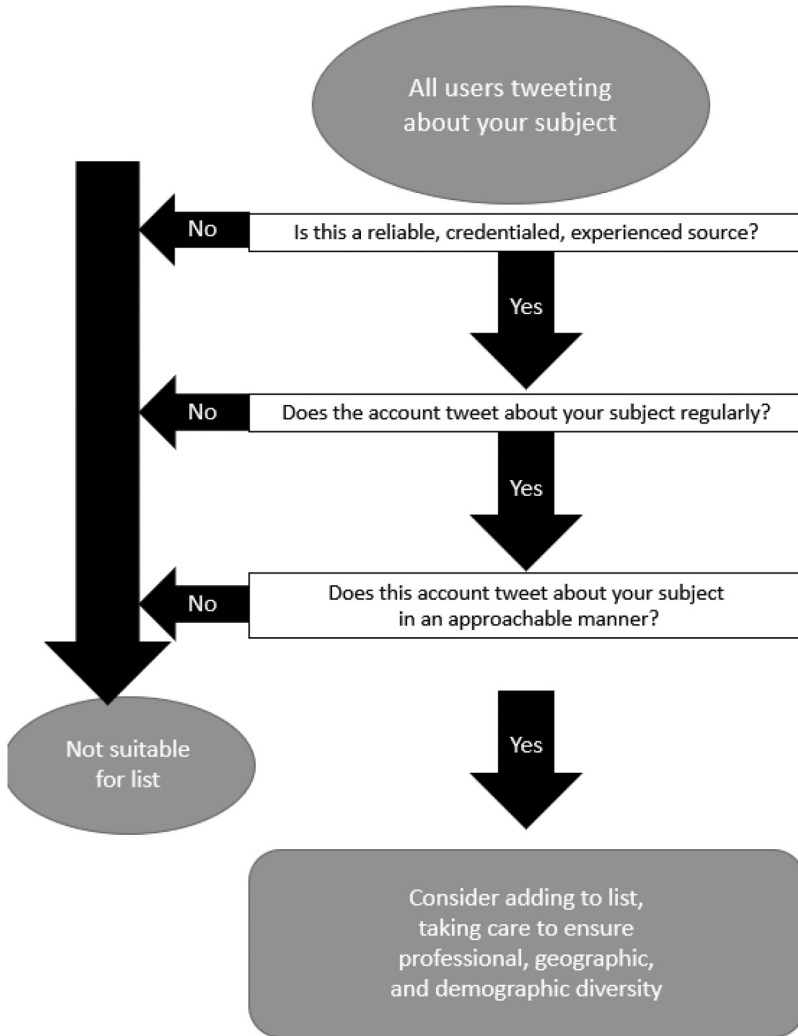 All users tweeting
about your subject
No
Is this a reliable, credentialed, experienced source?
Yes
No
Does the account tweet about your subject regularly?
Yes
No
Does this account tweet about your subject
in an approachable manner?
Not suitable
for list
Yes
Consider adding to list,
taking care to ensure
professional, geographic,
and demographic diversity